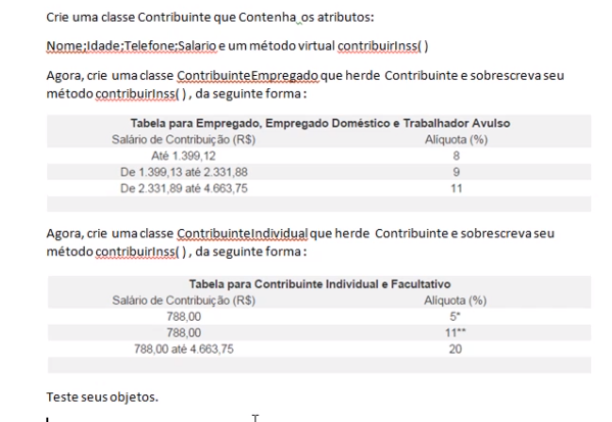 Crie uma classe Contribuinte que Contenha os atributos:
Nome;Idade;Telefone;Salario e um método virtual contribuirInss( )
Agora, crie uma classe ContribuinteEmpregado que herde Contribuinte e sobrescreva seu
método contribuirInss( ) , da seguinte forma :
Tabela para Empregado, Empregado Doméstico e Trabalhador Avulso
Salário de Contribuição (R$) Alíquota (%)
Até 1.399,12 8
De 1.399,13 até 2.331,88 9
De 2.331,89 até 4.663,75 11
Agora, crie uma classe ContribuinteIndividual que herde Contribuinte e sobrescreva seu
método contribuirInss( ) , da seguinte forma :
Tabela para Contribuinte Individual e Facultativo
Salário de Contribuição (R$) Alíquota (%)
788,00 5*
788,00 11**
788,00 até 4.663,75 20
Teste seus objetos.